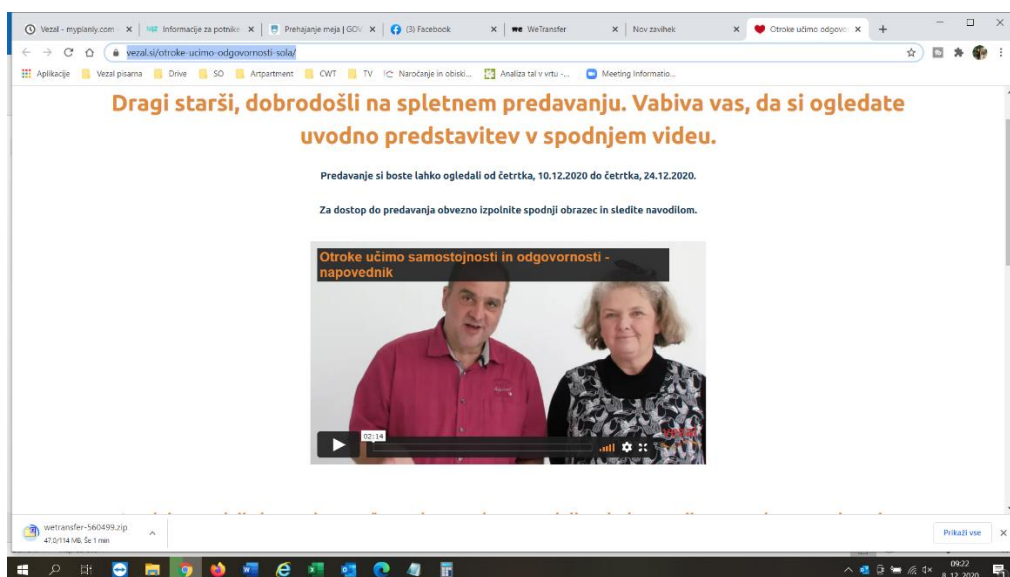 Vezal - myplanly.com
Informacije za potnike
Prehajanje meja | GOV
(3) Facebook
WeTransfer
Nov zavihek
Otroke učimo odgovor
vezal.si/otroke-ucimo-odgovornosti-sola/
Aplikacije
Vezal pisarna
Drive
SO
Artpartment
CWT
TV
Naročanje in obiski...
Analiza tal v vrtu -...
Meeting Informatio...
Dragi starši, dobrodošli na spletnem predavanju. Vabiva vas, da si ogledate
uvodno predstavitev v spodnjem videu.
Predavanje si boste lahko ogledali od četrtka, 10.12.2020 do četrtka, 24.12.2020.
Za dostop do predavanja obvezno izpolnite spodnji obrazec in sledite navodilom.
Otroke učimo samostojnosti in odgovornosti -
napovednik
02:14
wetransfer-560499.zip
47,0/114 MB, Še 1 min
Prikaži vse
09:22
8. 12. 2020